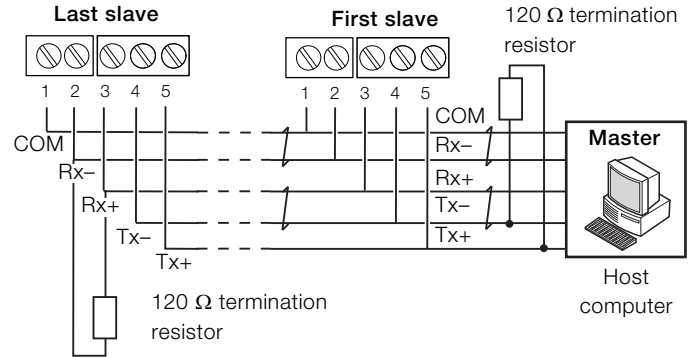 Last slave
First slave
120 Ω termination
resistor
1 2 3 4 5
1 2 3 4 5
COM
COM
Rx–
Rx–
Rx+
Rx+
Tx–
Tx–
Tx+
Tx+
Master
Host
computer
120 Ω termination
resistor